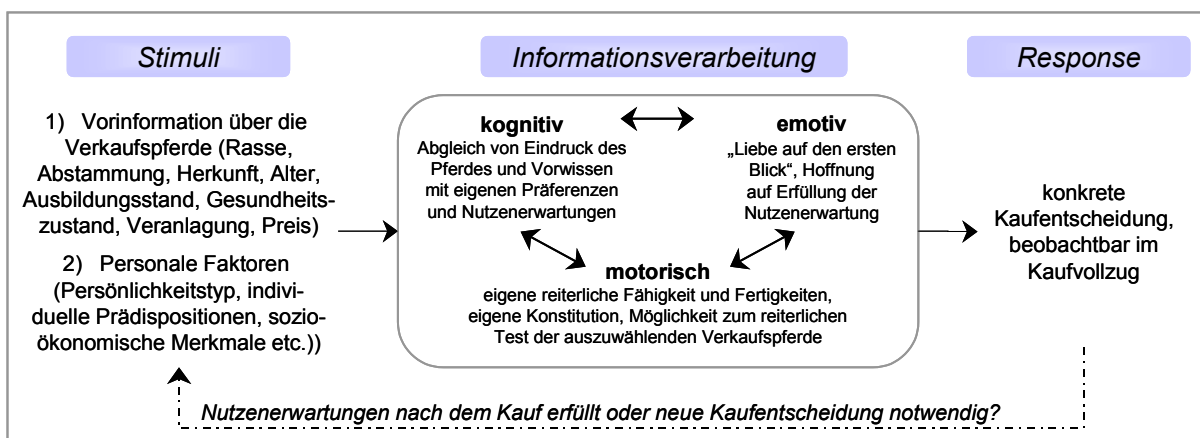 Stimuli
Informationsverarbeitung
Response
1) Vorinformation über die
Verkaufspferde (Rasse,
Abstammung, Herkunft, Alter,
Ausbildungsstand, Gesundheits-
zustand, Veranlagung, Preis)
2) Personale Faktoren
(Persönlichkeitstyp, indivi-
duelle Prädispositionen, sozio-
ökonomische Merkmale etc.))
kognitiv
Abgleich von Eindruck des
Pferdes und Vorwissen
mit eigenen Präferenzen
und Nutzenerwartungen
emotiv
„Liebe auf den ersten
Blick“, Hoffnung
auf Erfüllung der
Nutzenerwartung
motorisch
eigene reiterliche Fähigkeit und Fertigkeiten,
eigene Konstitution, Möglichkeit zum reiterlichen
Test der auszuwählenden Verkaufspferde
konkrete
Kaufentscheidung,
beobachtbar im
Kaufvollzug
Nutzenerwartungen nach dem Kauf erfüllt oder neue Kaufentscheidung notwendig?